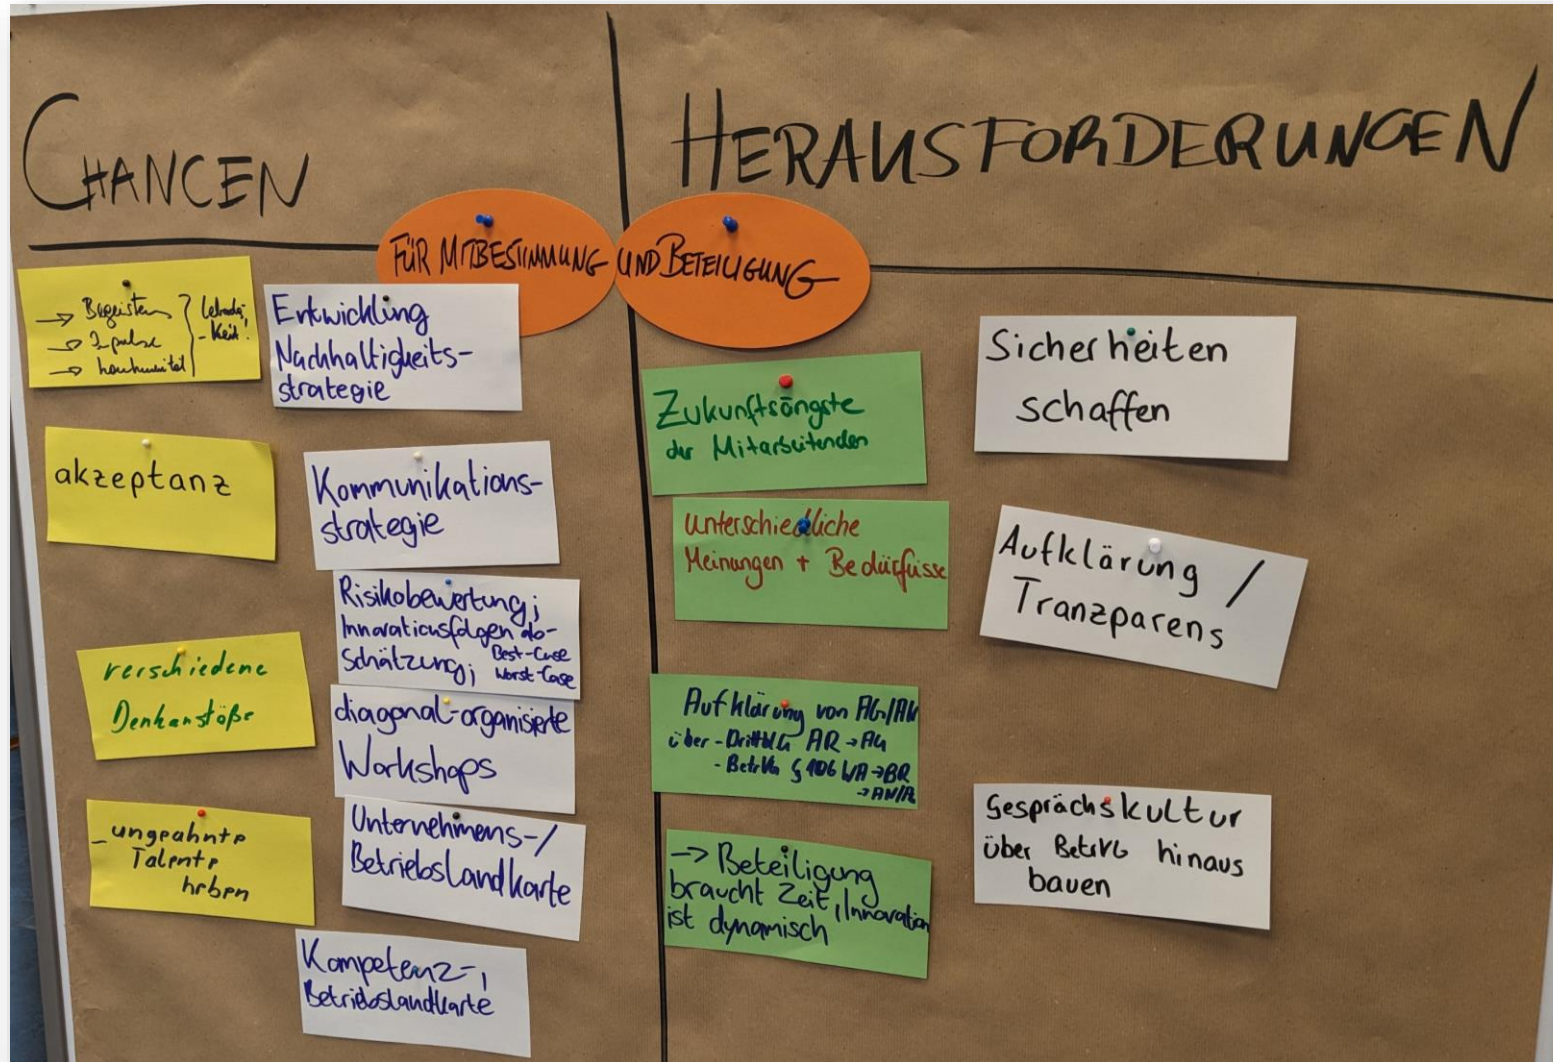 CHANCEN
HERAUSFORDERUNGEN
FÜR MITBESTIMMUNG
UND BETEILIGUNG
→ Begeistern
→ Impulse
→
akzeptanz
verschiedene
Denkanstöße
- ungeahnte
Talente
heben
Entwicklung
Nachhaltigkeits-
strategie
Kommunikations-
strategie
Risikobewertung;
Innovationsfolgen ab-
schätzung; Best-Case
Worst-Case
diagonal-organisierte
Workshops
Unternehmens-/
Betriebslandkarte
Kompetenz-,
Betriebslandkarte
Zukunftsängste
der Mitarbeitenden
Unterschiedliche
Meinungen + Bedürfisse
Aufklärung von AG/AN
über - DrittelbG AR → AG
- BetrVG § 106 WA → BR
→ AN/
→ Beteiligung
braucht Zeit, Innovation
ist dynamisch
Sicherheiten
schaffen
Aufklärung /
Tranzparens
Gesprächskultur
über BetrVG hinaus
bauen